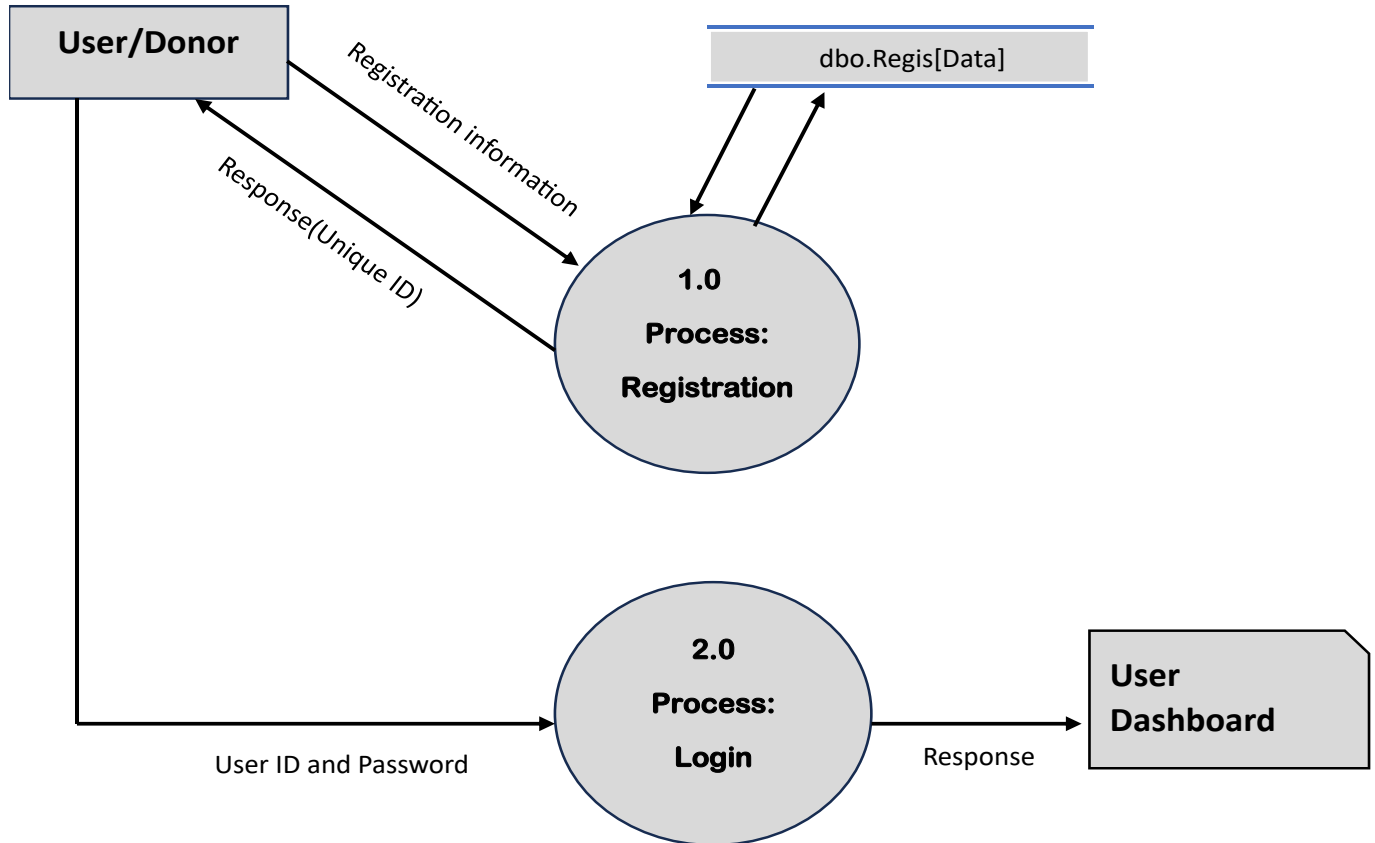 User/Donor
dbo.Regis[Data]
Registration information
Response(Unique ID)
1.0
Process:
Registration
2.0
Process:
Login
User ID and Password
Response
User
Dashboard